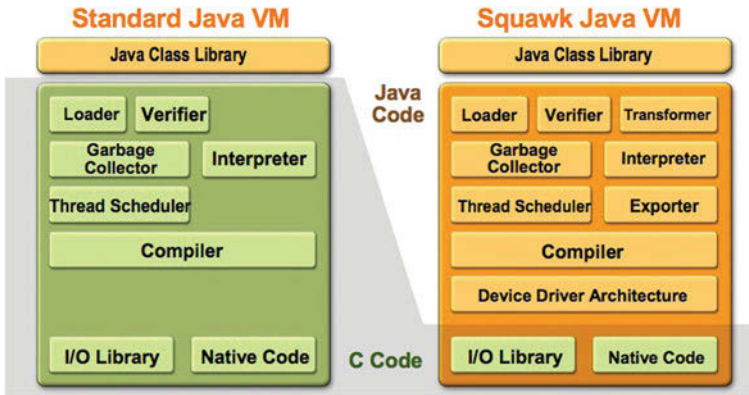 Standard Java VM
Java Class Library
Loader
Verifier
Garbage
Collector
Interpreter
Thread Scheduler
Compiler
I/O Library
Native Code
Java
Code
C Code
Squawk Java VM
Java Class Library
Loader
Verifier
Transformer
Garbage
Collector
Interpreter
Thread Scheduler
Exporter
Compiler
Device Driver Architecture
I/O Library
Native Code